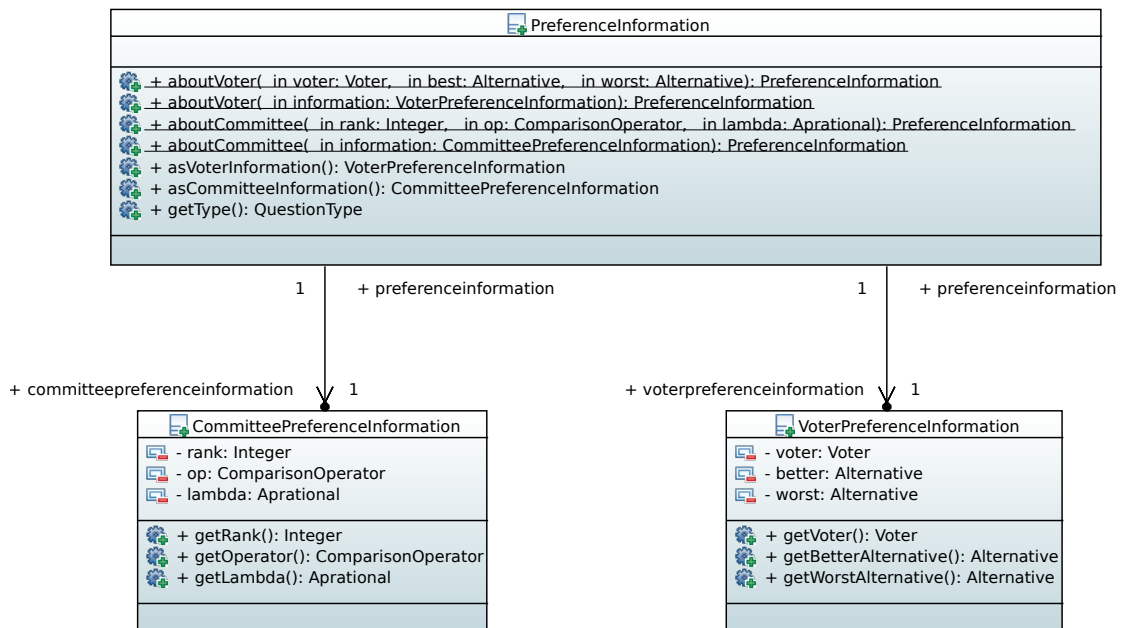 PreferenceInformation
+ aboutVoter(  in voter: Voter,   in best: Alternative,   in worst: Alternative): PreferenceInformation
+ aboutVoter(  in information: VoterPreferenceInformation): PreferenceInformation
+ aboutCommittee(  in rank: Integer,   in op: ComparisonOperator,   in lambda: Aprational): PreferenceInformation
+ aboutCommittee(  in information: CommitteePreferenceInformation): PreferenceInformation
+ asVoterInformation(): VoterPreferenceInformation
+ asCommitteeInformation(): CommitteePreferenceInformation
+ getType(): QuestionType
1 + preferenceinformation 1 + preferenceinformation
+ committeepreferenceinformation 1 + voterpreferenceinformation 1
CommitteePreferenceInformation
- rank: Integer
- op: ComparisonOperator
- lambda: Aprational
+ getRank(): Integer
+ getOperator(): ComparisonOperator
+ getLambda(): Aprational
VoterPreferenceInformation
- voter: Voter
- better: Alternative
- worst: Alternative
+ getVoter(): Voter
+ getBetterAlternative(): Alternative
+ getWorstAlternative(): Alternative